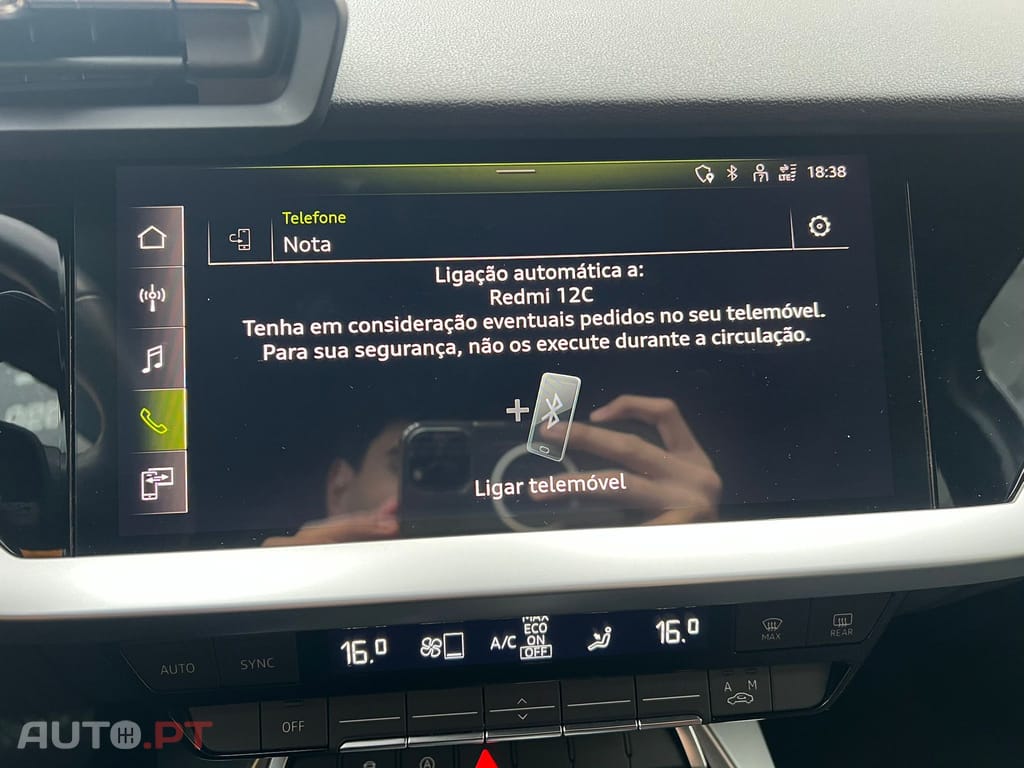 LTE 18:38
Telefone
Nota
Ligação automática a:
Redmi 12C
Tenha em consideração eventuais pedidos no seu telemóvel.
Para sua segurança, não os execute durante a circulação.
Ligar telemóvel
16.0
A/C
MAX
ECO
ON
OFF
16.0
MAX
REAR
AUTO
SYNC
A M
OFF
A
AUTO.PT